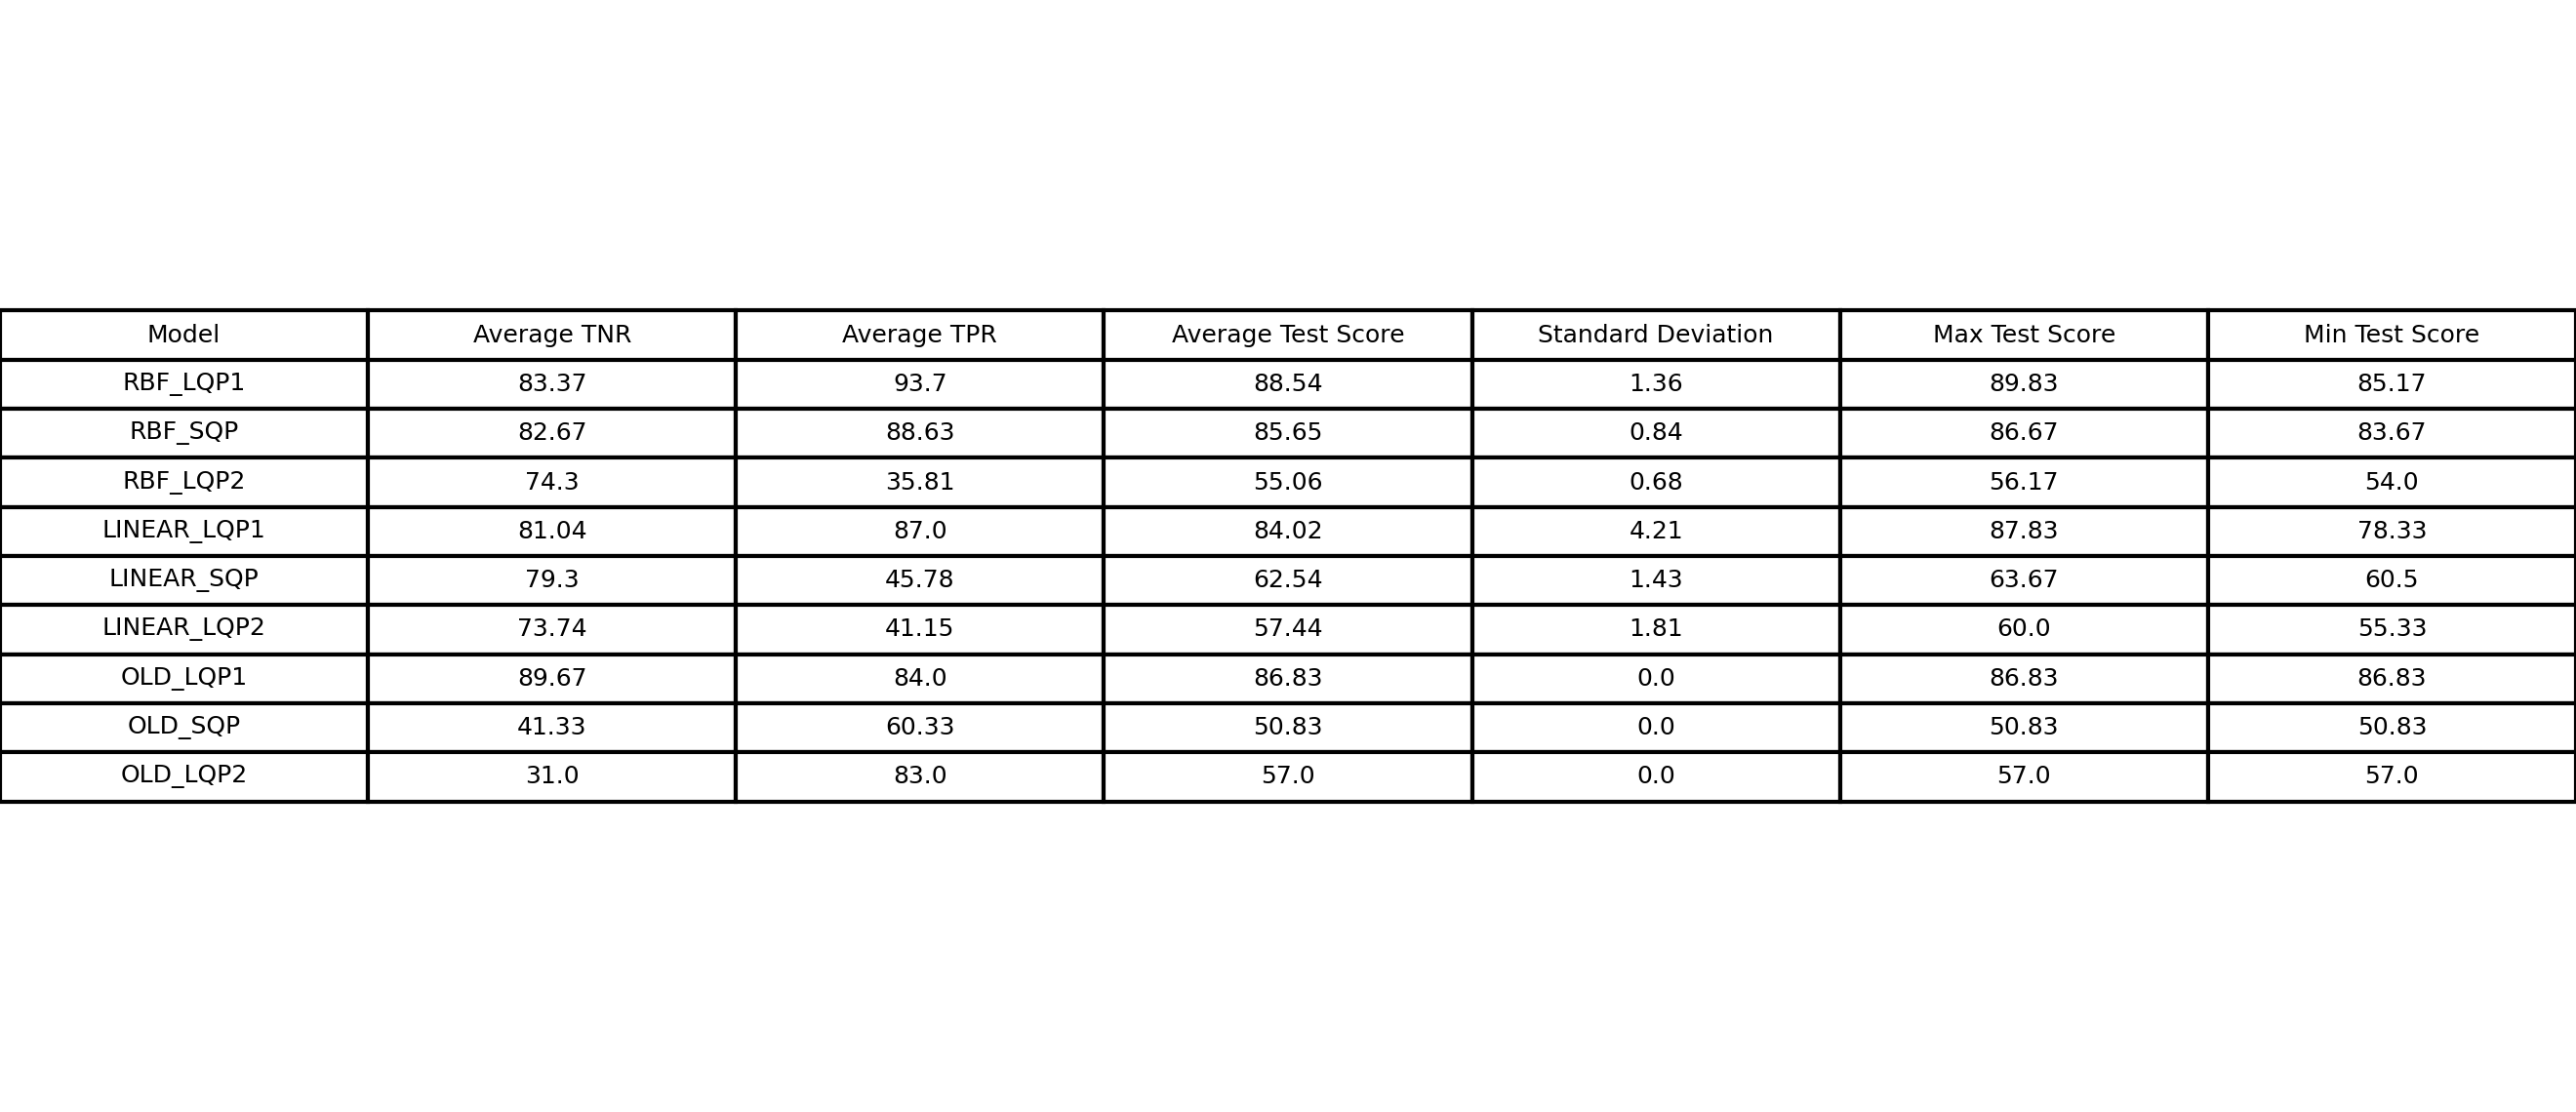 Model Average TNR Average TPR Average Test Score Standard Deviation Max Test Score Min Test Score
RBF_LQP1 83.37 93.7 88.54 1.36 89.83 85.17
RBF_SQP 82.67 88.63 85.65 0.84 86.67 83.67
RBF_LQP2 74.3 35.81 55.06 0.68 56.17 54.0
LINEAR_LQP1 81.04 87.0 84.02 4.21 87.83 78.33
LINEAR_SQP 79.3 45.78 62.54 1.43 63.67 60.5
LINEAR_LQP2 73.74 41.15 57.44 1.81 60.0 55.33
OLD_LQP1 89.67 84.0 86.83 0.0 86.83 86.83
OLD_SQP 41.33 60.33 50.83 0.0 50.83 50.83
OLD_LQP2 31.0 83.0 57.0 0.0 57.0 57.0